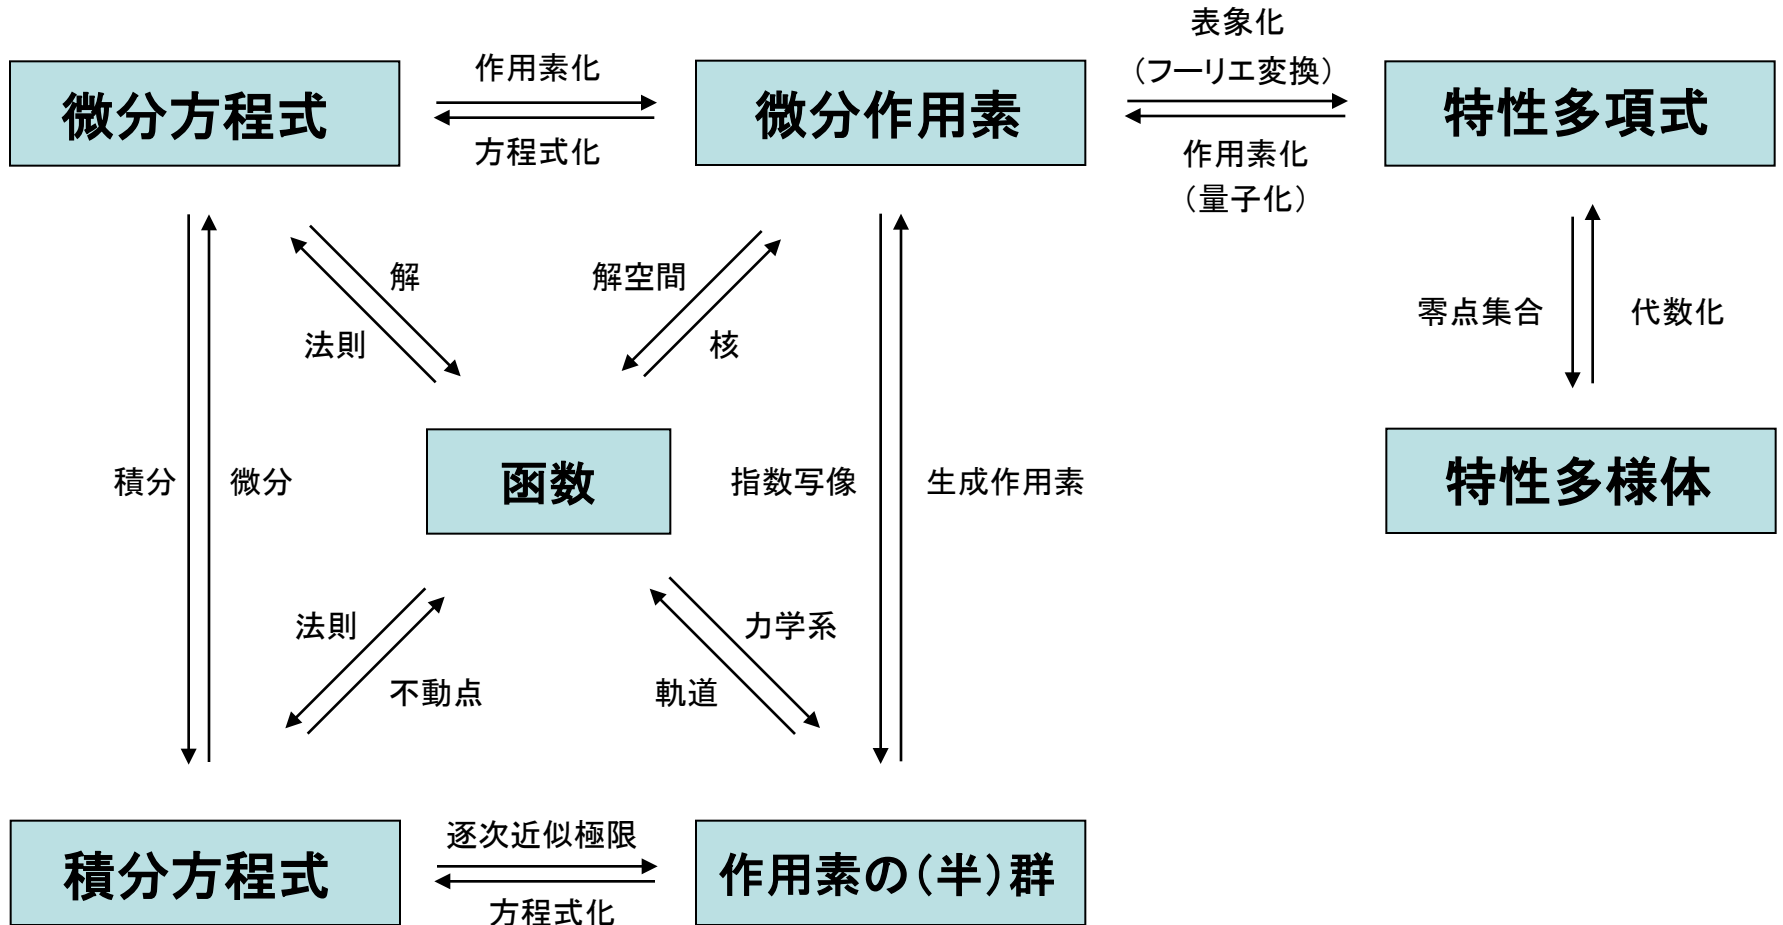 表象化
作用素化
(フーリエ変換)
微分方程式
微分作用素
特性多項式
方程式化
作用素化
(量子化)
解
解空間
法則
核
零点集合
代数化
積分
微分
函数
指数写像
生成作用素
特性多様体
法則
力学系
不動点
軌道
逐次近似極限
積分方程式
作用素の(半)群
方程式化